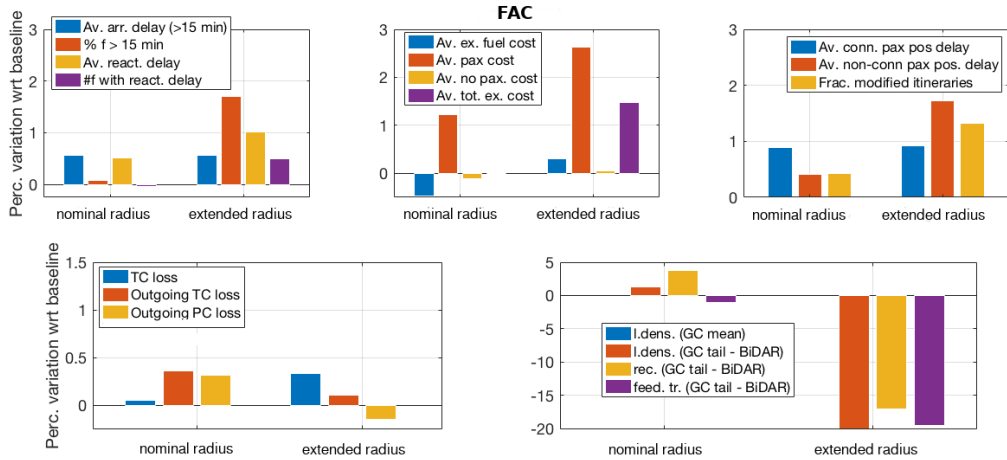 FAC
Perc. variation wrt baseline
3
2
1
0
Av. arr. delay (>15 min)
% f > 15 min
Av. react. delay
#f with react. delay
nominal radius
extended radius
3
2
1
0
Av. ex. fuel cost
Av. pax cost
Av. no pax. cost
Av. tot. ex. cost
nominal radius
extended radius
3
2
1
0
Av. conn. pax pos delay
Av. non-conn pax pos. delay
Frac. modified itineraries
nominal radius
extended radius
Perc. variation wrt baseline
1.5
1
0.5
0
TC loss
Outgoing TC loss
Outgoing PC loss
nominal radius
extended radius
5
0
-5
-10
-15
-20
l.dens. (GC mean)
l.dens. (GC tail - BiDAR)
rec. (GC tail - BiDAR)
feed. tr. (GC tail - BiDAR)
nominal radius
extended radius